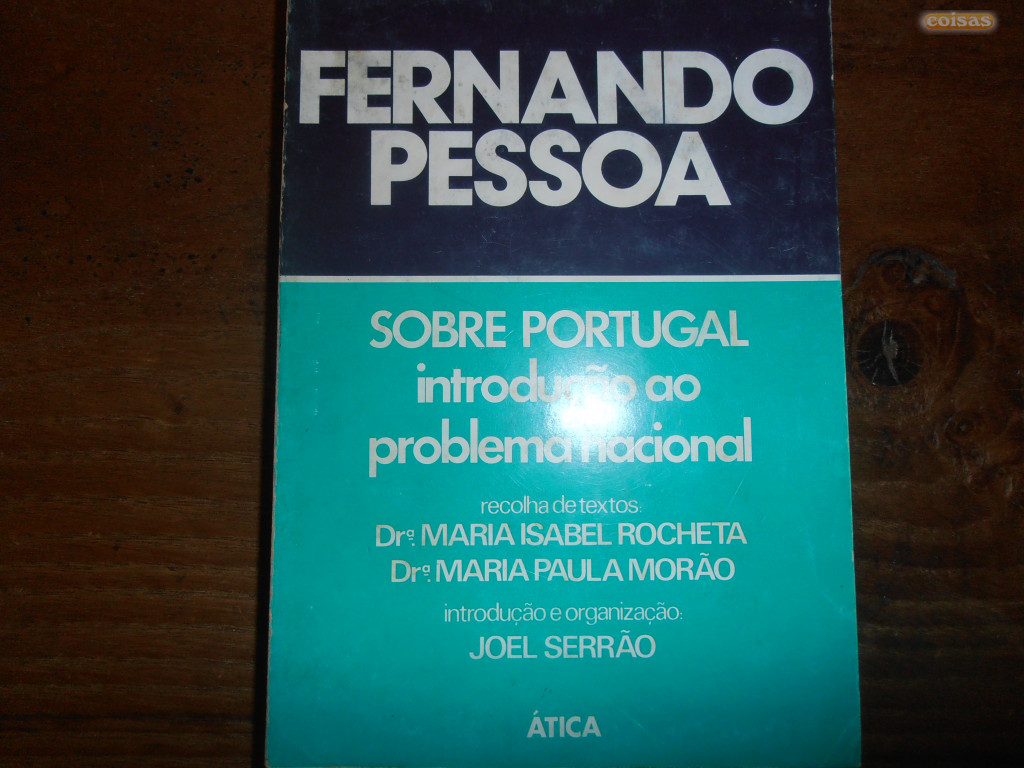 coisas
FERNANDO
PESSOA
SOBRE PORTUGAL
introdução ao
problema nacional
recolha de textos:
Drª. MARIA ISABEL ROCHETA
Drª. MARIA PAULA MORÃO
introdução e organização:
JOEL SERRÃO
ÁTICA